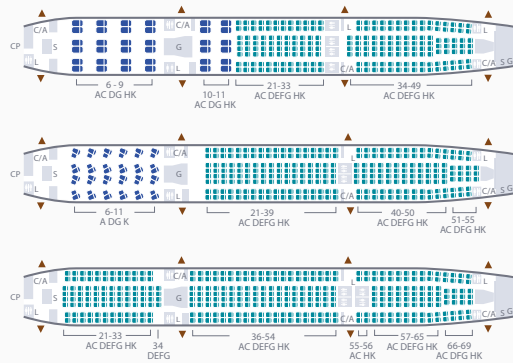 C/A C/A L
CP S G
L L C/A C/A S G
6 - 9 21-33 34-49
AC DG HK 10-11 AC DEFG HK AC DEFG HK
AC DG HK
C/A C/A L L
CP S G
L L C/A C/A S G
6-11 21-39 40-50 51-55
A DG K AC DEFG HK AC DEFG HK AC DFG HK
C/A C/A L L
CP S G
L L C/A C/A S G
21-33 34 36-54 55-56 57-65 66-69
AC DEFG HK DEFG AC DEFG HK AC HK AC DEFG HK AC DFG HK